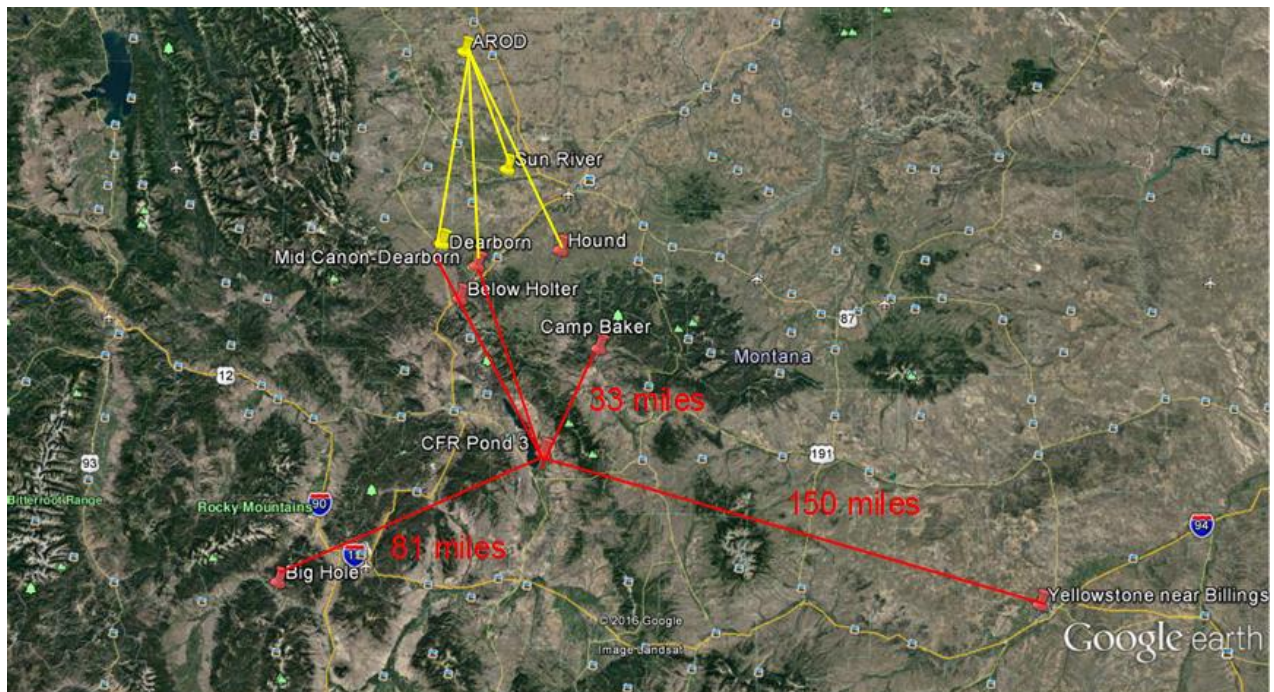 AROD
Sun River
Dearborn
Hound
Mid Canon-Dearborn
Below Holter
Camp Baker
87
Montana
12
33 miles
CFR Pond 3
93
191
Bitterroot Range
Rocky Mountains
90
150 miles
94
81 miles
Big Hole
Yellowstone near Billings
© 2016 Google
Image Landsat
Google earth